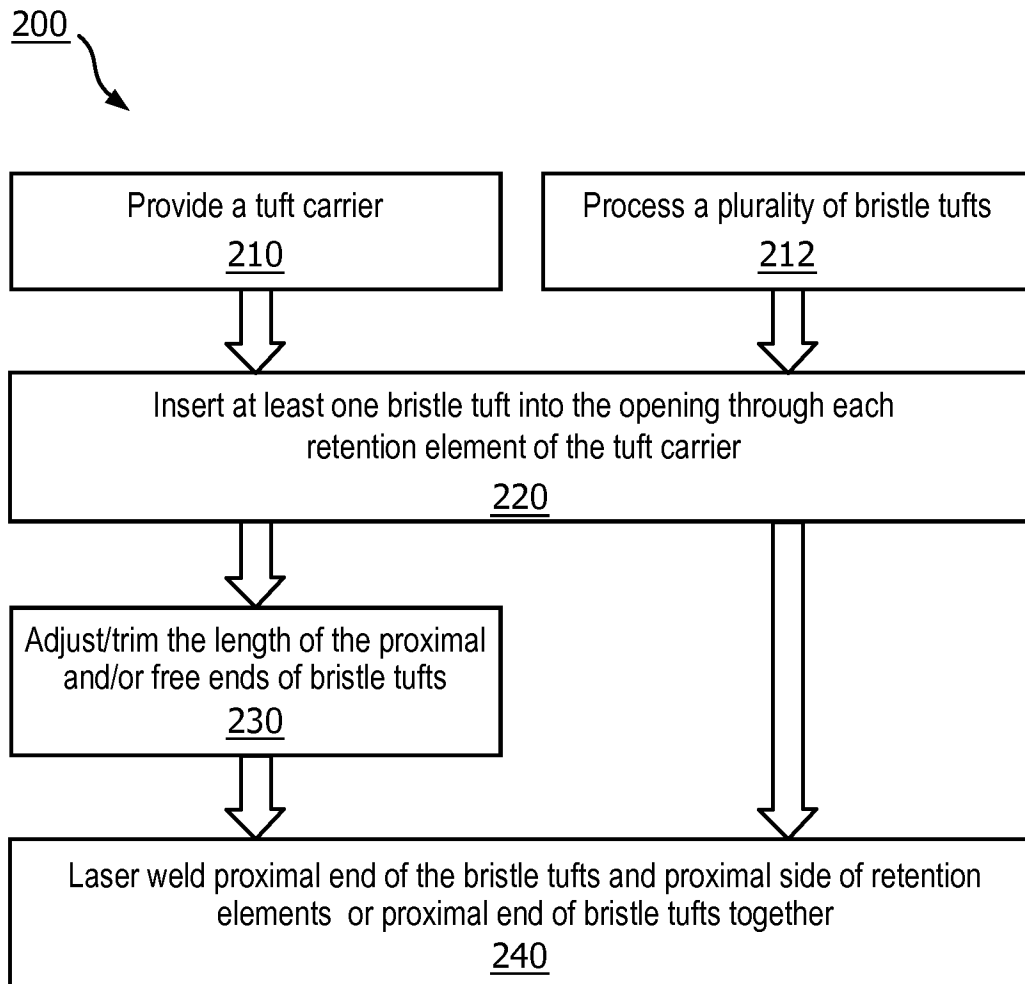 200
Provide a tuft carrier
210
Process a plurality of bristle tufts
212
Insert at least one bristle tuft into the opening through each
retention element of the tuft carrier
220
Adjust/trim the length of the proximal
and/or free ends of bristle tufts
230
Laser weld proximal end of the bristle tufts and proximal side of retention
elements or proximal end of bristle tufts together
240